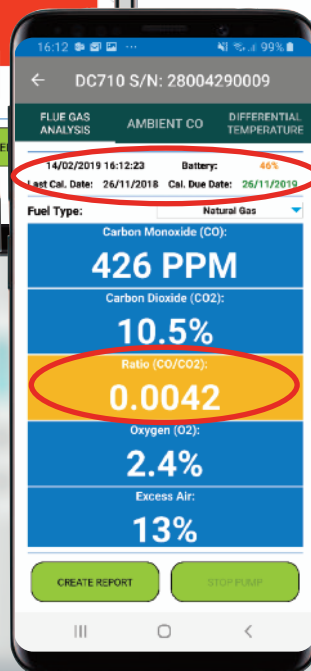 16:12 ... 99%
← DC710 S/N: 28004290009
FLUE GAS ANALYSIS AMBIENT CO DIFFERENTIAL TEMPERATURE
14/02/2019 16:12:23 Battery: 46%
Last Cal. Date: 26/11/2018 Cal. Due Date: 26/11/2019
Fuel Type: Natural Gas
Carbon Monoxide (CO):
426 PPM
Carbon Dioxide (CO2):
10.5%
Ratio (CO/CO2):
0.0042
Oxygen (O2):
2.4%
Excess Air:
13%
CREATE REPORT STOP PUMP